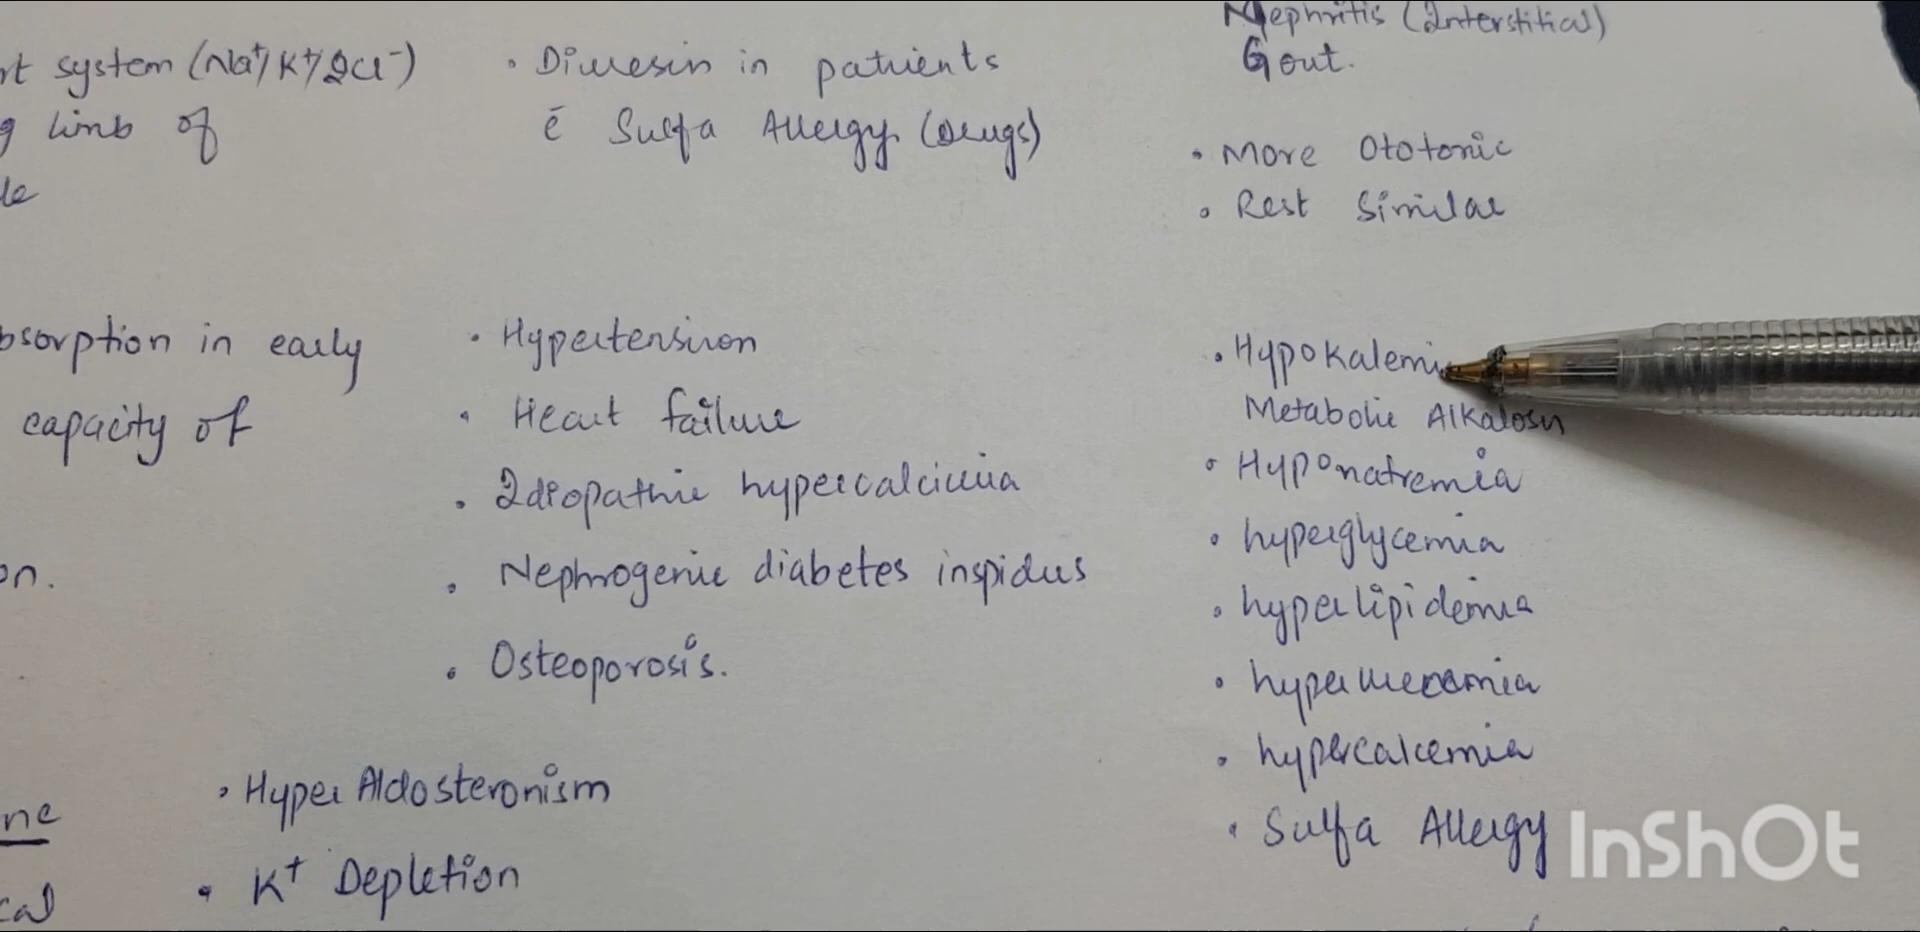 Nephritis (Interstitial)
rt system (Na+/K+/2Cl-)
• Diuresis in patients
Gout.
g limb of
ē Sulfa Allergy (Drugs)
• More Ototoxic
le
• Rest Similar
bsorption in early
• Hypertension
• Hypokalemi
capacity of
• Heart failure
Metabolic Alkalosis
• Idiopathic hypercalciuria
• Hyponatremia
on.
• Nephrogenic diabetes inspidus
• hyperglycemia
• hyperlipidemia
• Osteoporosis.
• hyperuricemia
• hypercalcemia
• Hyper Aldosteronism
ne
• Sulfa Allergy
• K+ Depletion
cal
InShOt